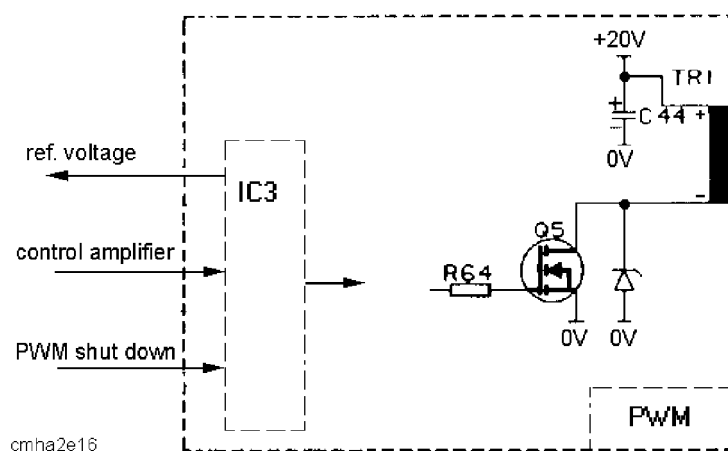 +20V
TR1
+
C44 +
0V
ref. voltage
IC3
-
Q5
control amplifier
R64
0V 0V
PWM shut down
PWM
cmha2e16